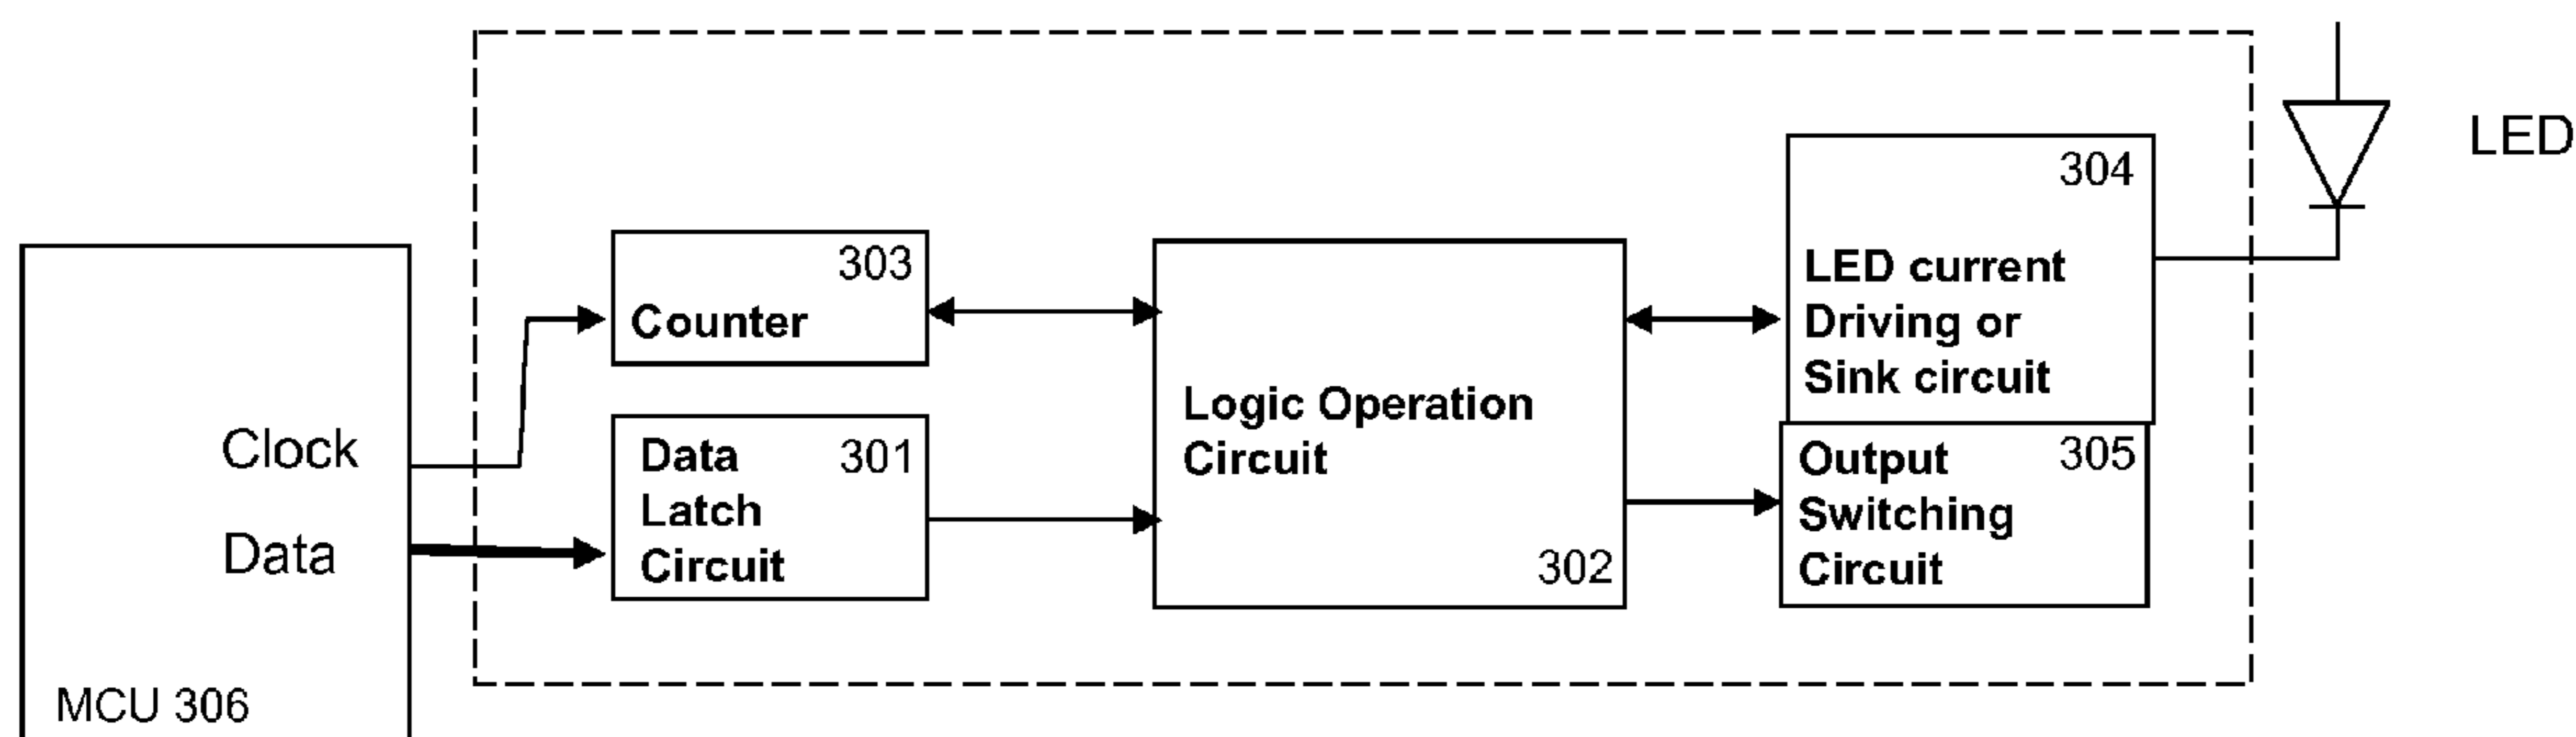 LED
304
LED current
Driving or
Sink circuit
303
Counter
Logic Operation
Circuit
302
Clock
Data
MCU 306
Data 301
Latch
Circuit
Output 305
Switching
Circuit